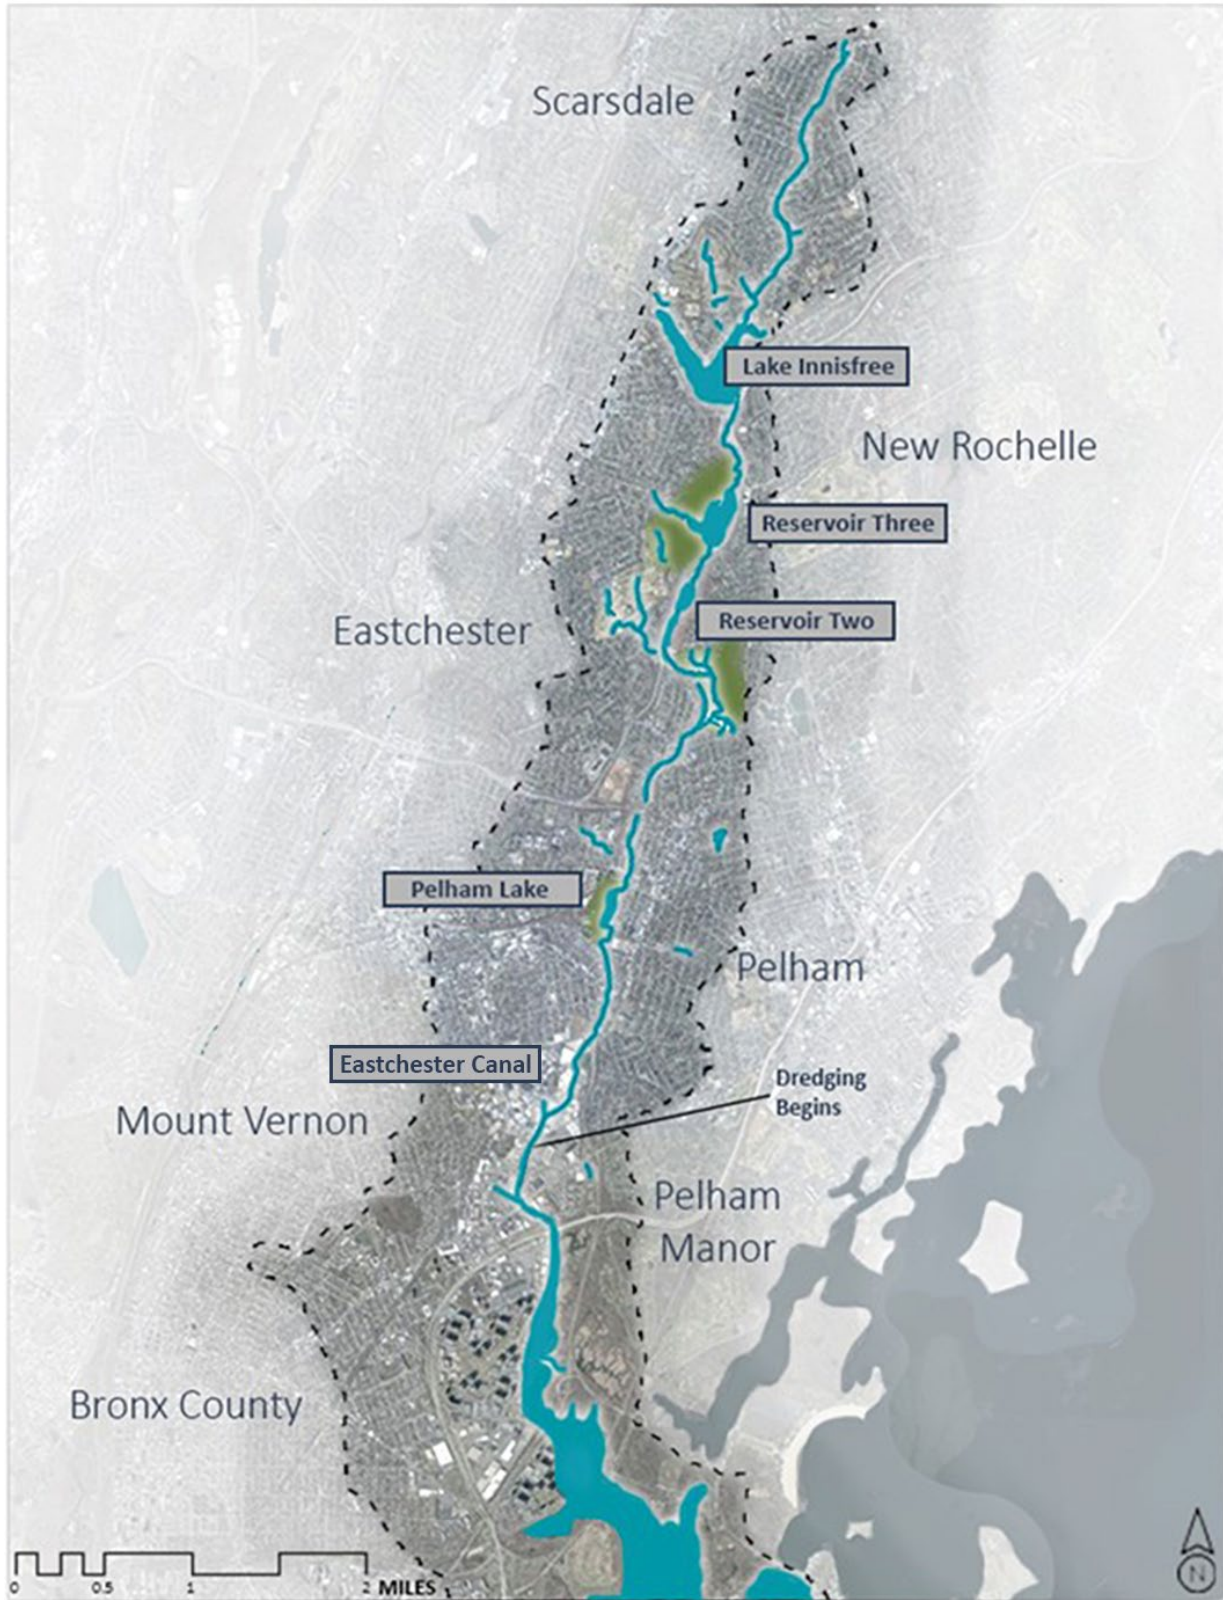 Scarsdale
Lake Innisfree
New Rochelle
Reservoir Three
Reservoir Two
Eastchester
Pelham Lake
Pelham
Eastchester Canal
Dredging
Begins
Mount Vernon
Pelham
Manor
Bronx County
0 0.5 1 2 MILES
N